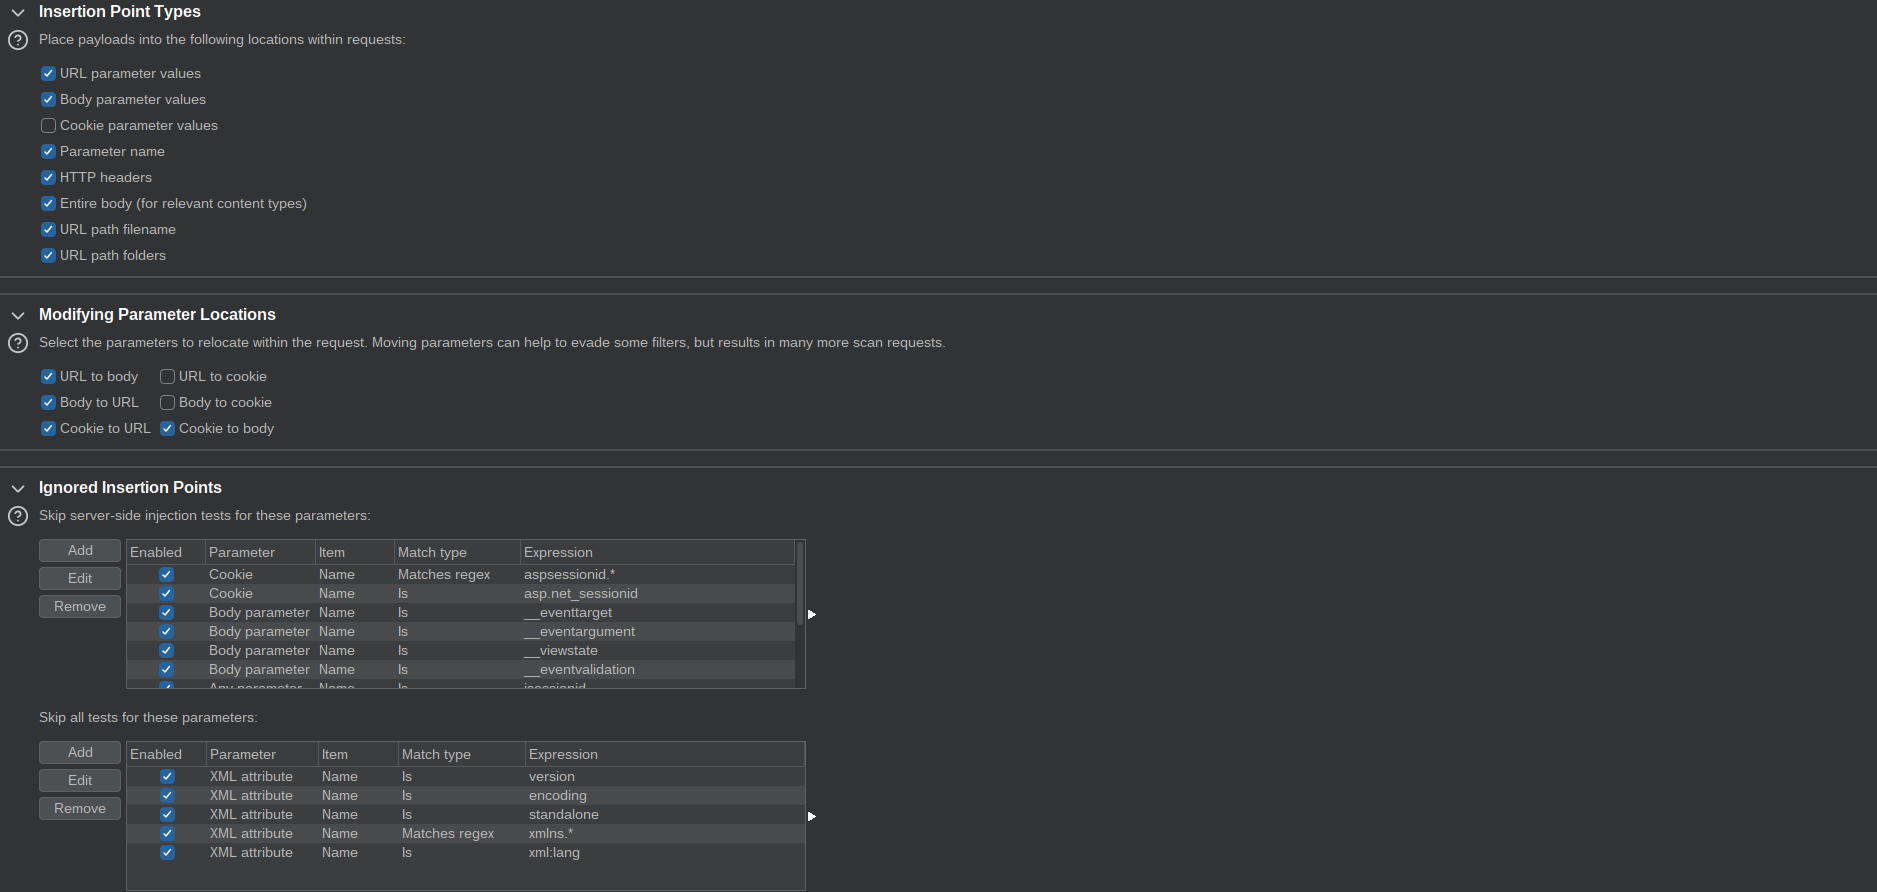 Insertion Point Types
Place payloads into the following locations within requests:
URL parameter values
Body parameter values
Cookie parameter values
Parameter name
HTTP headers
Entire body (for relevant content types)
URL path filename
URL path folders
Modifying Parameter Locations
Select the parameters to relocate within the request. Moving parameters can help to evade some filters, but results in many more scan requests.
URL to body URL to cookie
Body to URL Body to cookie
Cookie to URL Cookie to body
Ignored Insertion Points
Skip server-side injection tests for these parameters:
Add
Edit
Remove
Enabled Parameter Item Match type Expression
Cookie Name Matches regex aspsessionid.*
Cookie Name Is asp.net_sessionid
Body parameter Name Is __eventtarget
Body parameter Name Is __eventargument
Body parameter Name Is __viewstate
Body parameter Name Is __eventvalidation
Any parameter Name Is jsessionid
Skip all tests for these parameters:
Add
Edit
Remove
Enabled Parameter Item Match type Expression
XML attribute Name Is version
XML attribute Name Is encoding
XML attribute Name Is standalone
XML attribute Name Matches regex xmlns.*
XML attribute Name Is xml:lang